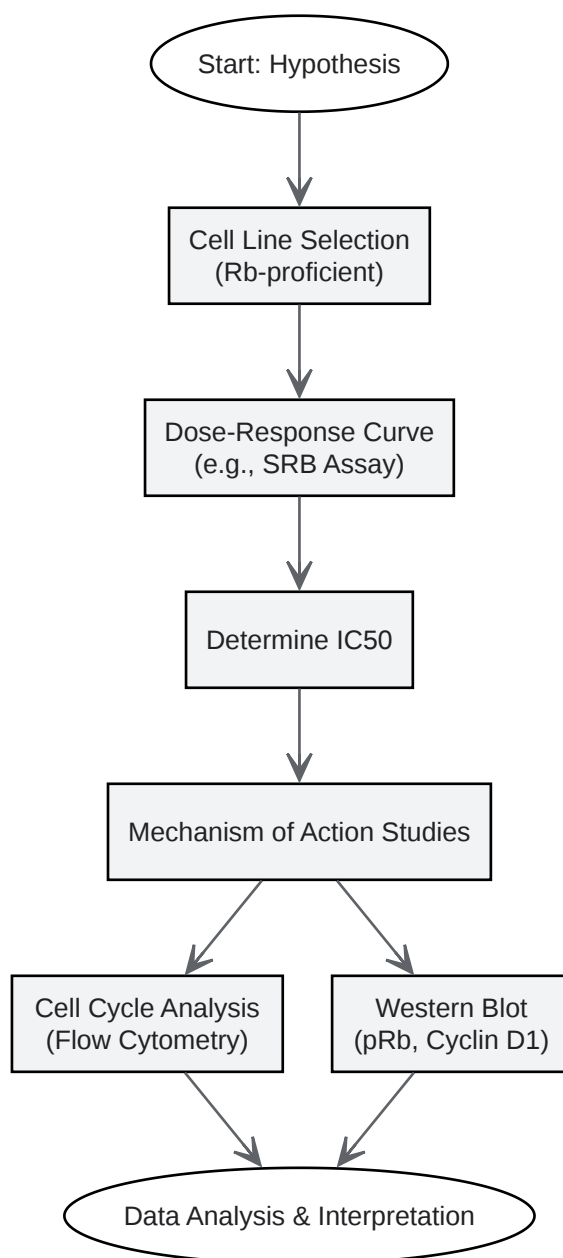 Start: Hypothesis
Cell Line Selection
(Rb-proficient)
Dose-Response Curve
(e.g., SRB Assay)
Determine IC50
Mechanism of Action Studies
Cell Cycle Analysis
(Flow Cytometry)
Western Blot
(pRb, Cyclin D1)
Data Analysis & Interpretation